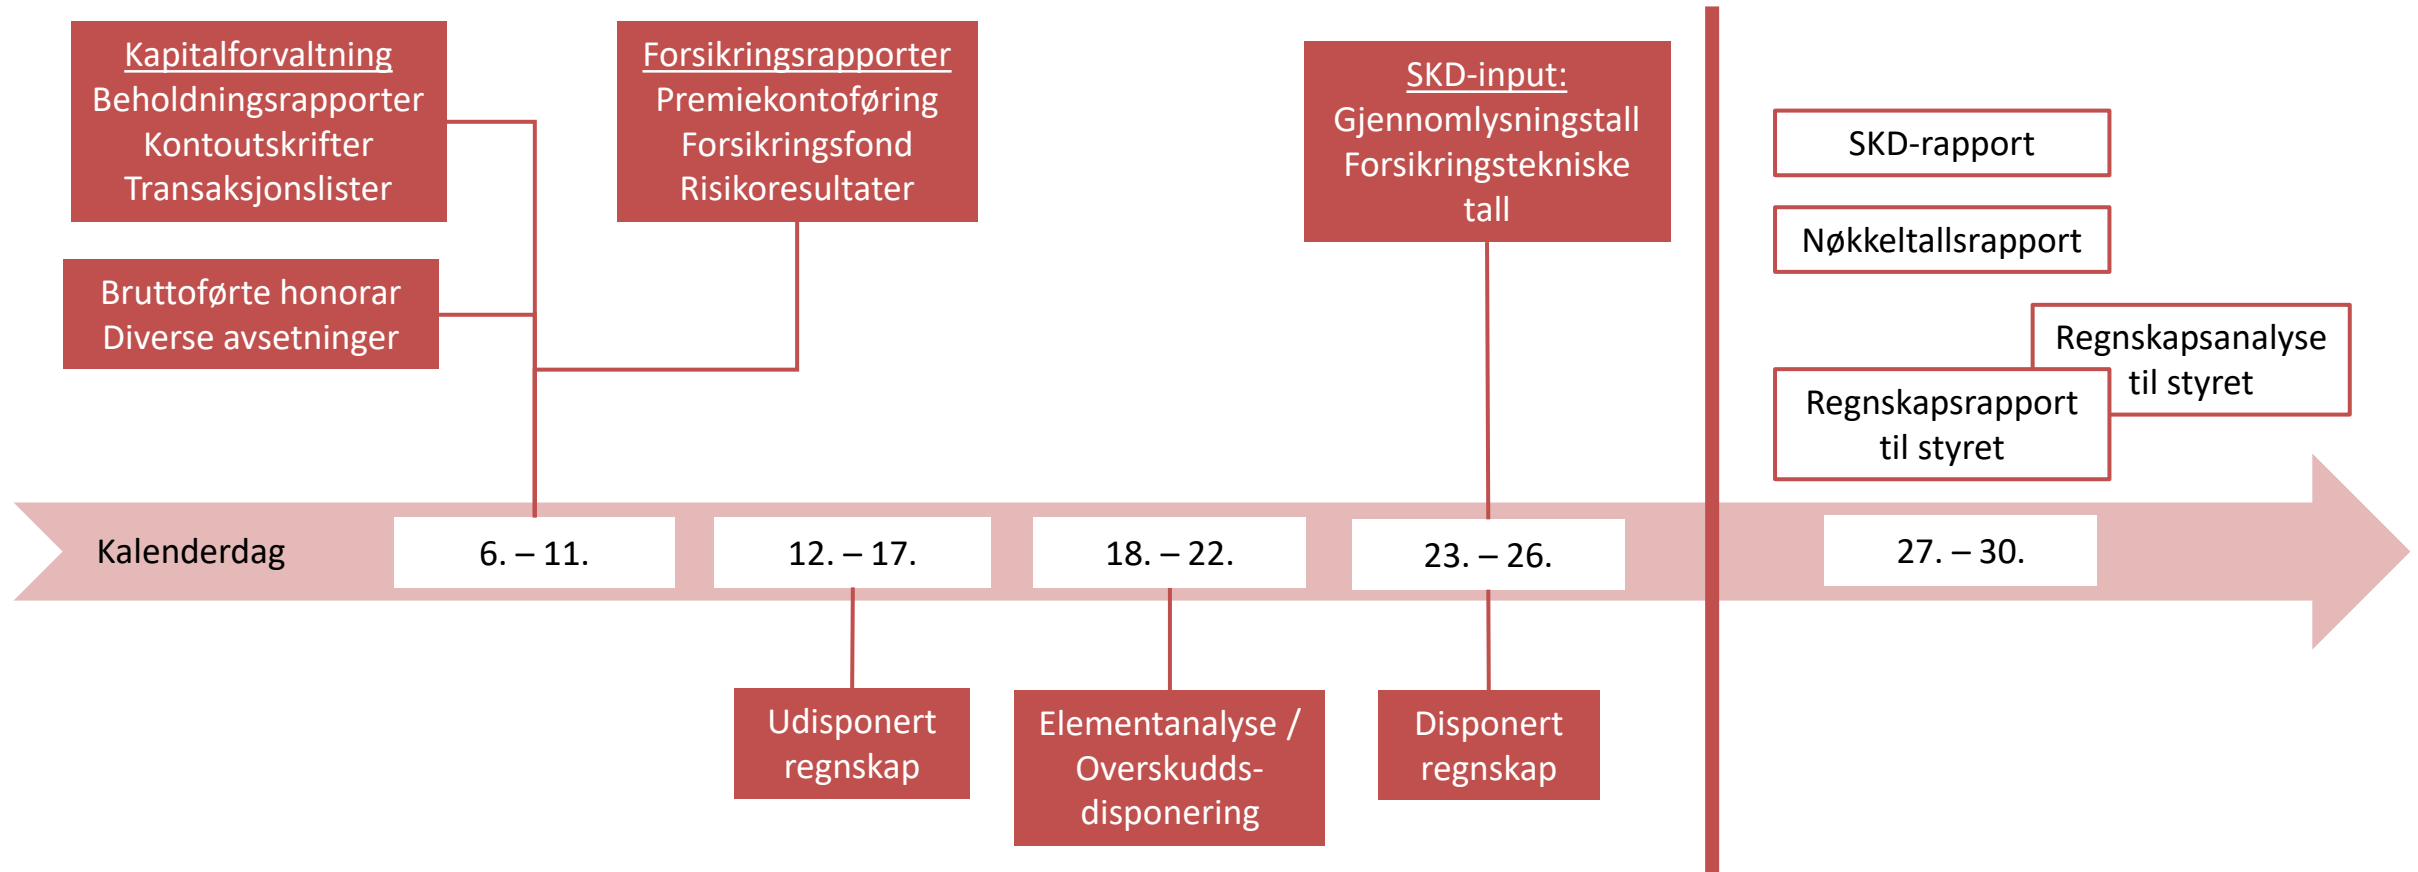 Kapitalforvaltning
Beholdningsrapporter
Kontoutskrifter
Transaksjonslister
Forsikringsrapporter
Premiekontoføring
Forsikringsfond
Risikoresultater
SKD-input:
Gjennomlysningstall
Forsikringstekniske
tall
SKD-rapport
Nøkkeltallsrapport
Bruttoførte honorar
Diverse avsetninger
Regnskapsanalyse
til styret
Regnskapsrapport
til styret
Kalenderdag
6. – 11.
12. – 17.
18. – 22.
23. – 26.
27. – 30.
Udisponert
regnskap
Elementanalyse /
Overskudds-
disponering
Disponert
regnskap